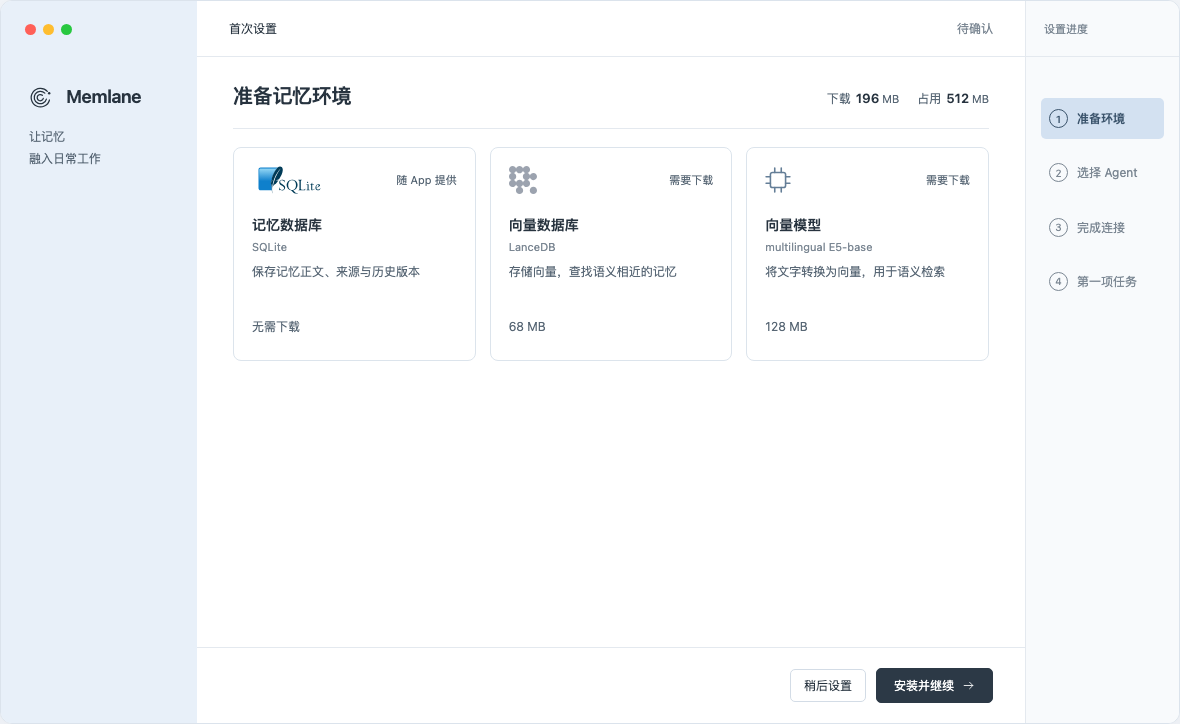 首次设置
待确认
设置进度
Memlane
让记忆
融入日常工作
准备记忆环境
下载 196 MB 占用 512 MB
SQLite
随 App 提供
记忆数据库
SQLite
保存记忆正文、来源与历史版本
无需下载
需要下载
向量数据库
LanceDB
存储向量，查找语义相近的记忆
68 MB
需要下载
向量模型
multilingual E5-base
将文字转换为向量，用于语义检索
128 MB
1 准备环境
2 选择 Agent
3 完成连接
4 第一项任务
稍后设置
安装并继续 →